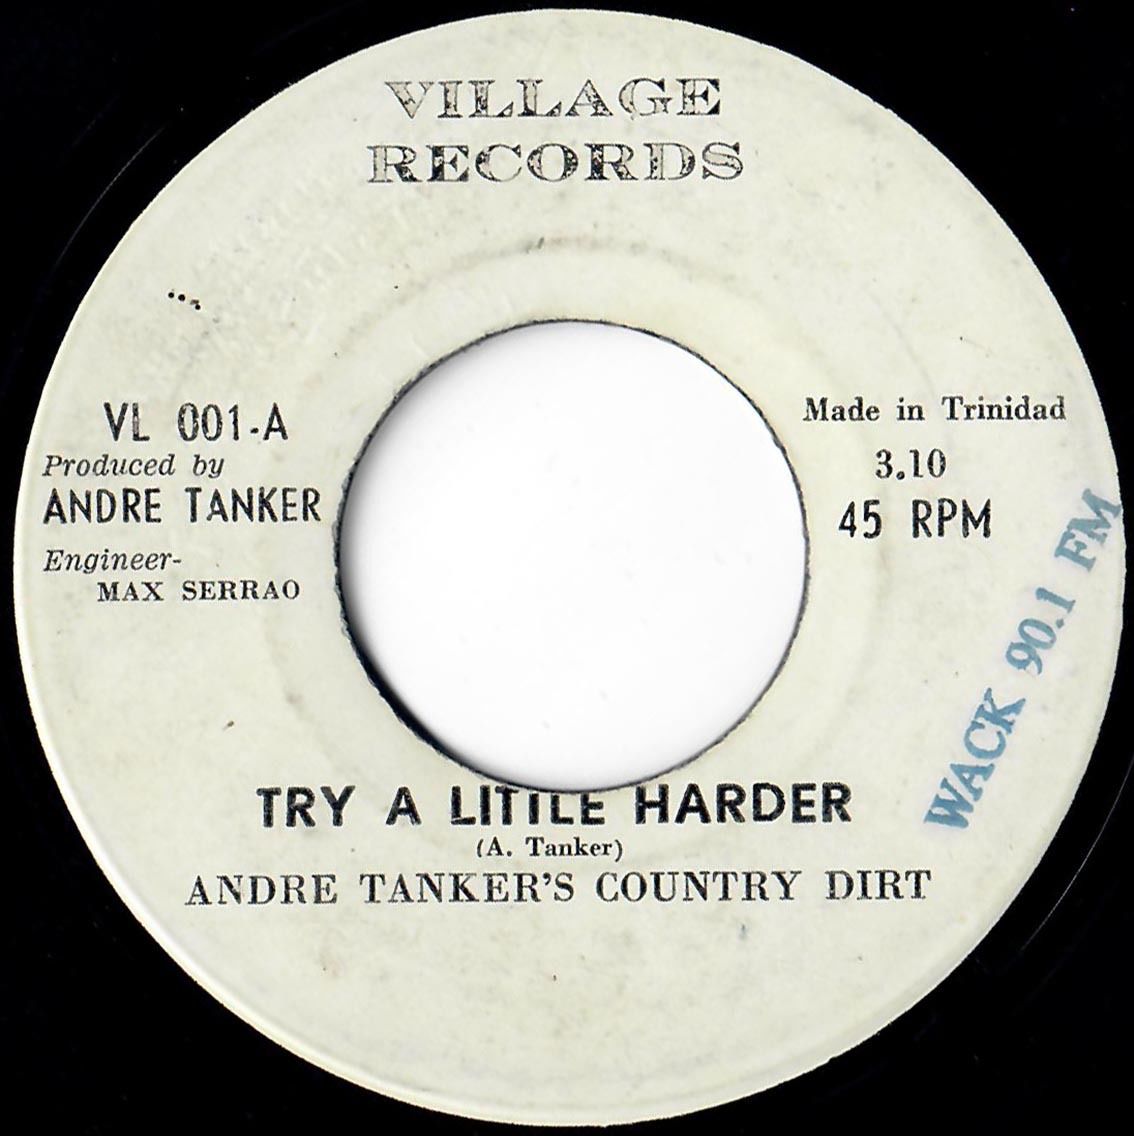 VILLAGE
RECORDS
VL 001-A
Produced by
ANDRE TANKER
Engineer-
MAX SERRAO
Made in Trinidad
3.10
45 RPM
WACK 90.1 FM
TRY A LITTLE HARDER
(A. Tanker)
ANDRE TANKER'S COUNTRY DIRT